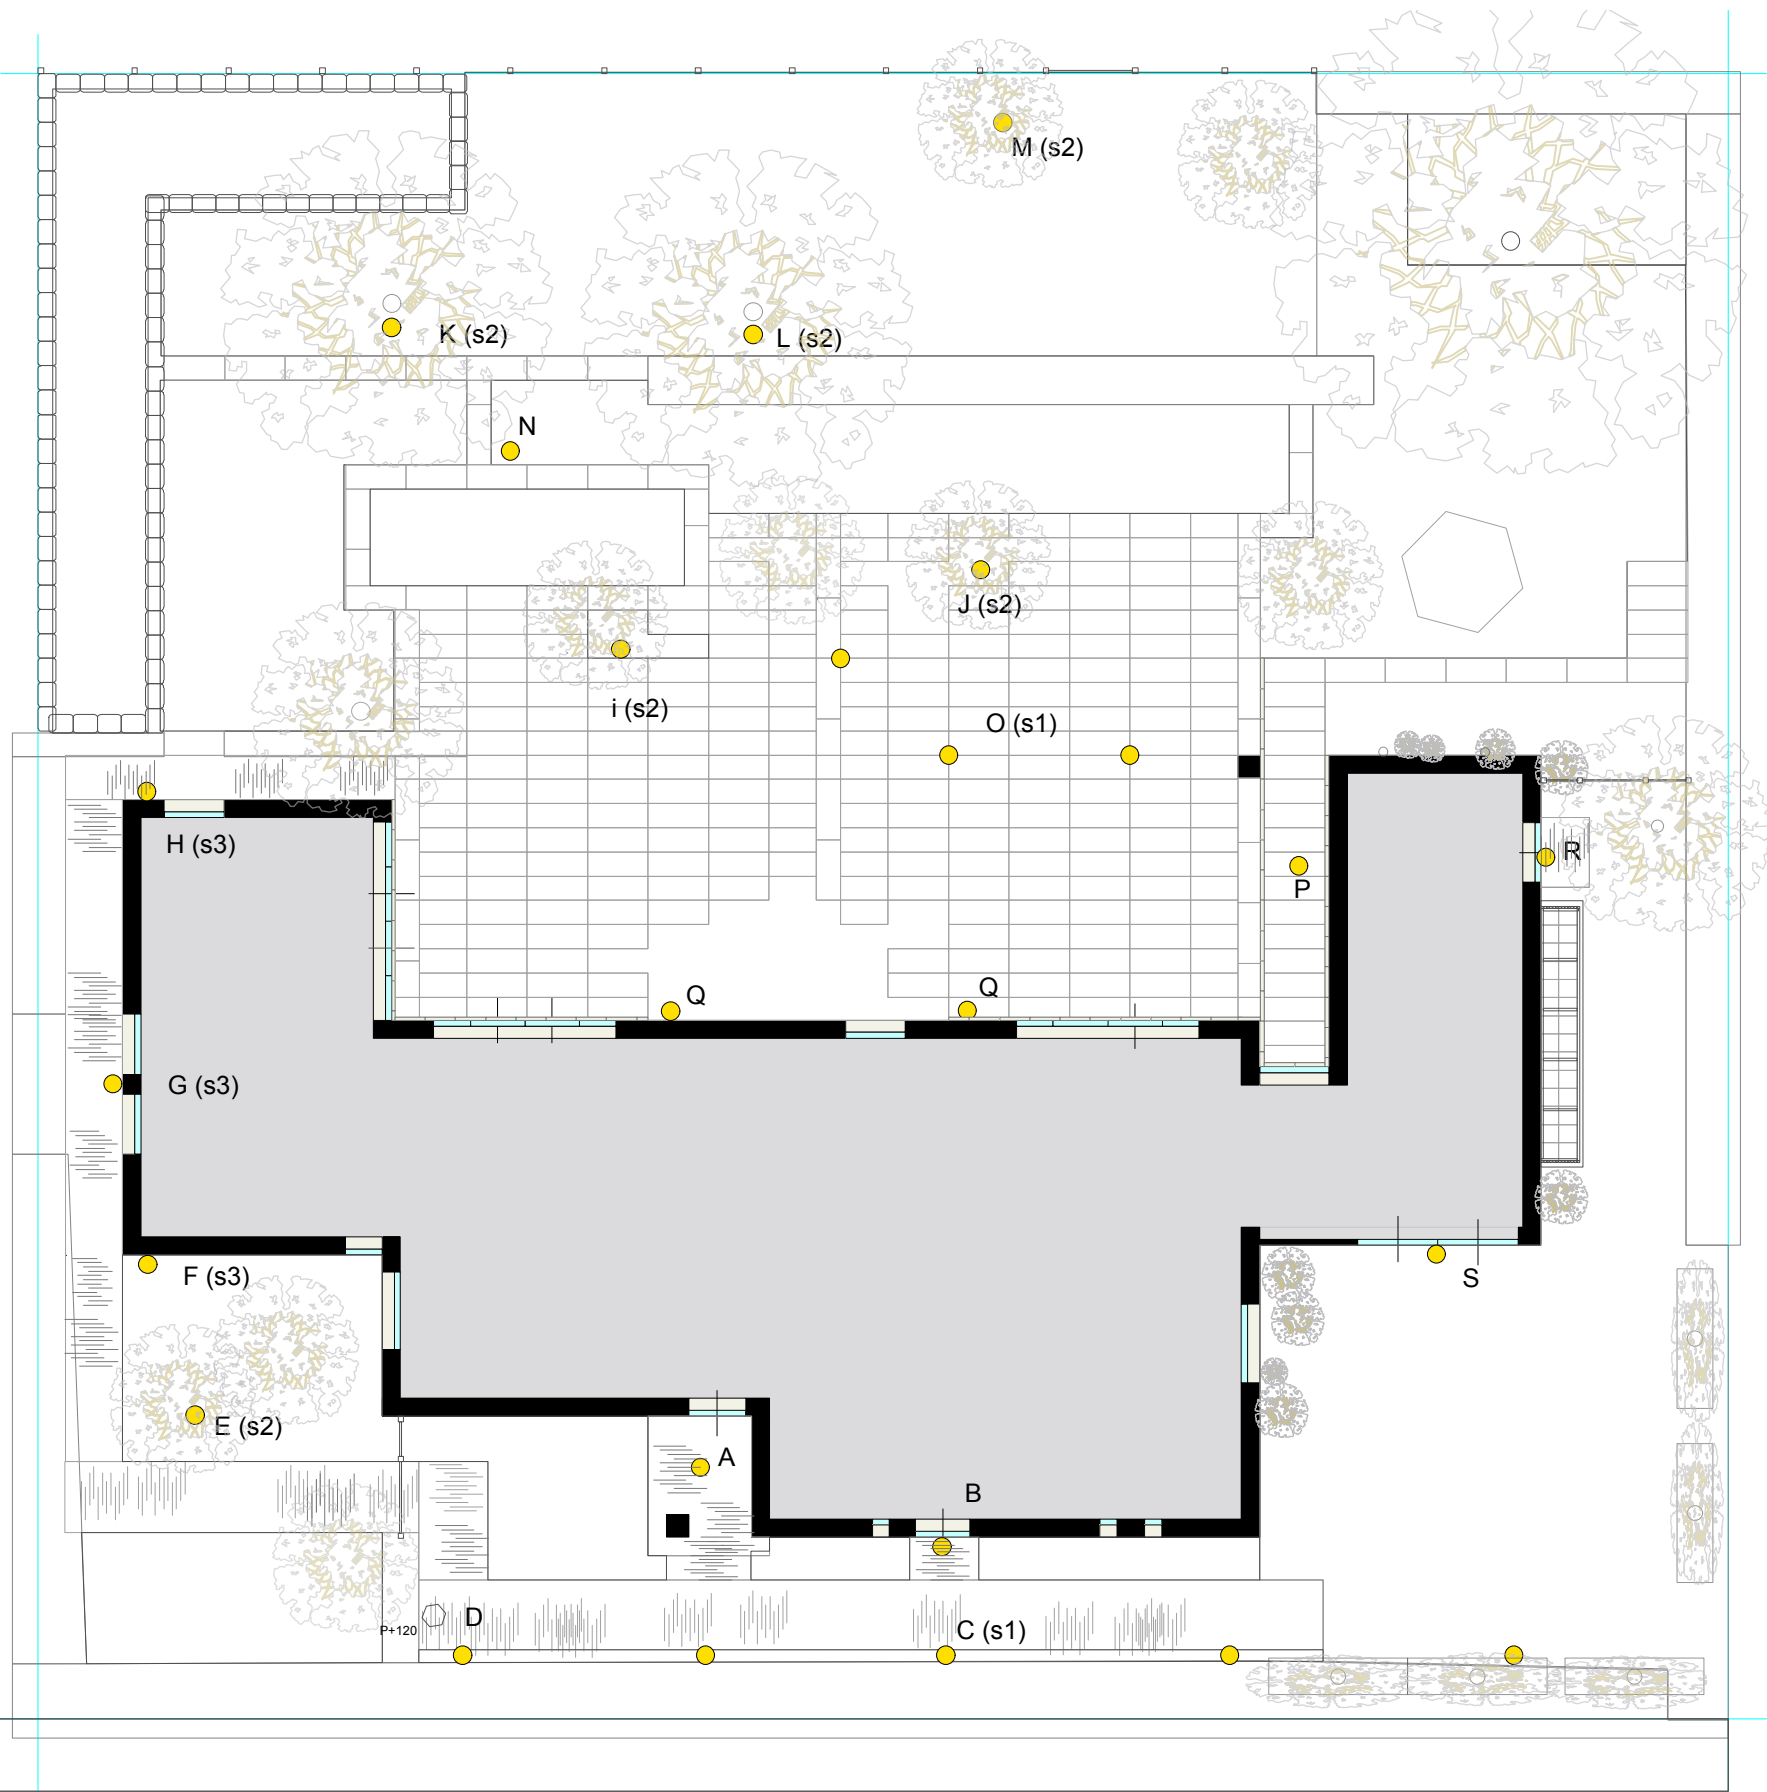 M (s2)
K (s2)
L (s2)
N
J (s2)
i (s2)
O (s1)
H (s3)
R
P
Q
Q
G (s3)
F (s3)
S
E (s2)
A
B
D
C (s1)
P+120